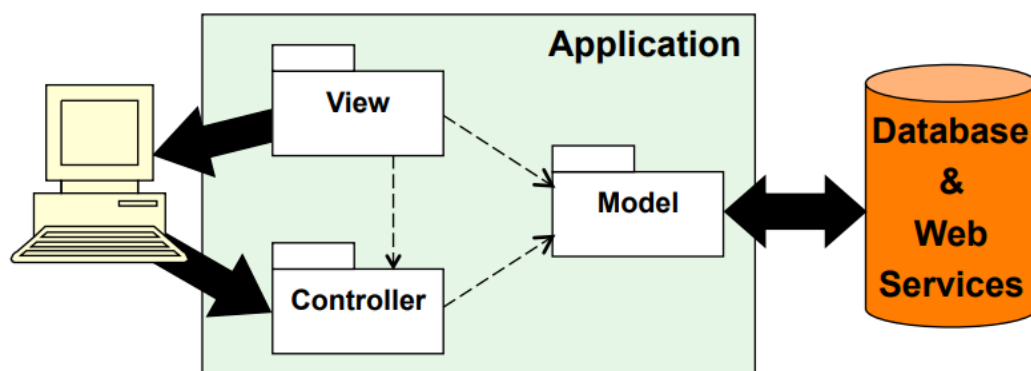 Application
View
Model
Controller
Database
&
Web
Services